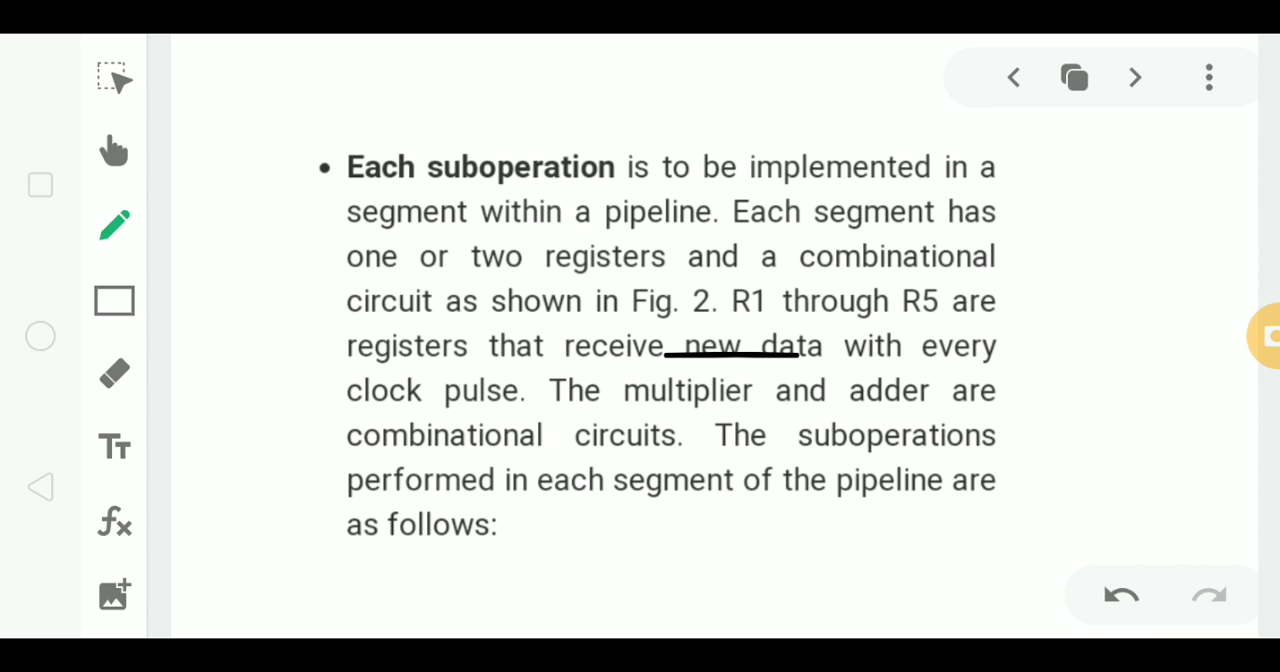 • Each suboperation is to be implemented in a
segment within a pipeline. Each segment has
one or two registers and a combinational
circuit as shown in Fig. 2. R1 through R5 are
registers that receive new data with every
clock pulse. The multiplier and adder are
combinational circuits. The suboperations
performed in each segment of the pipeline are
as follows:
TT
fx